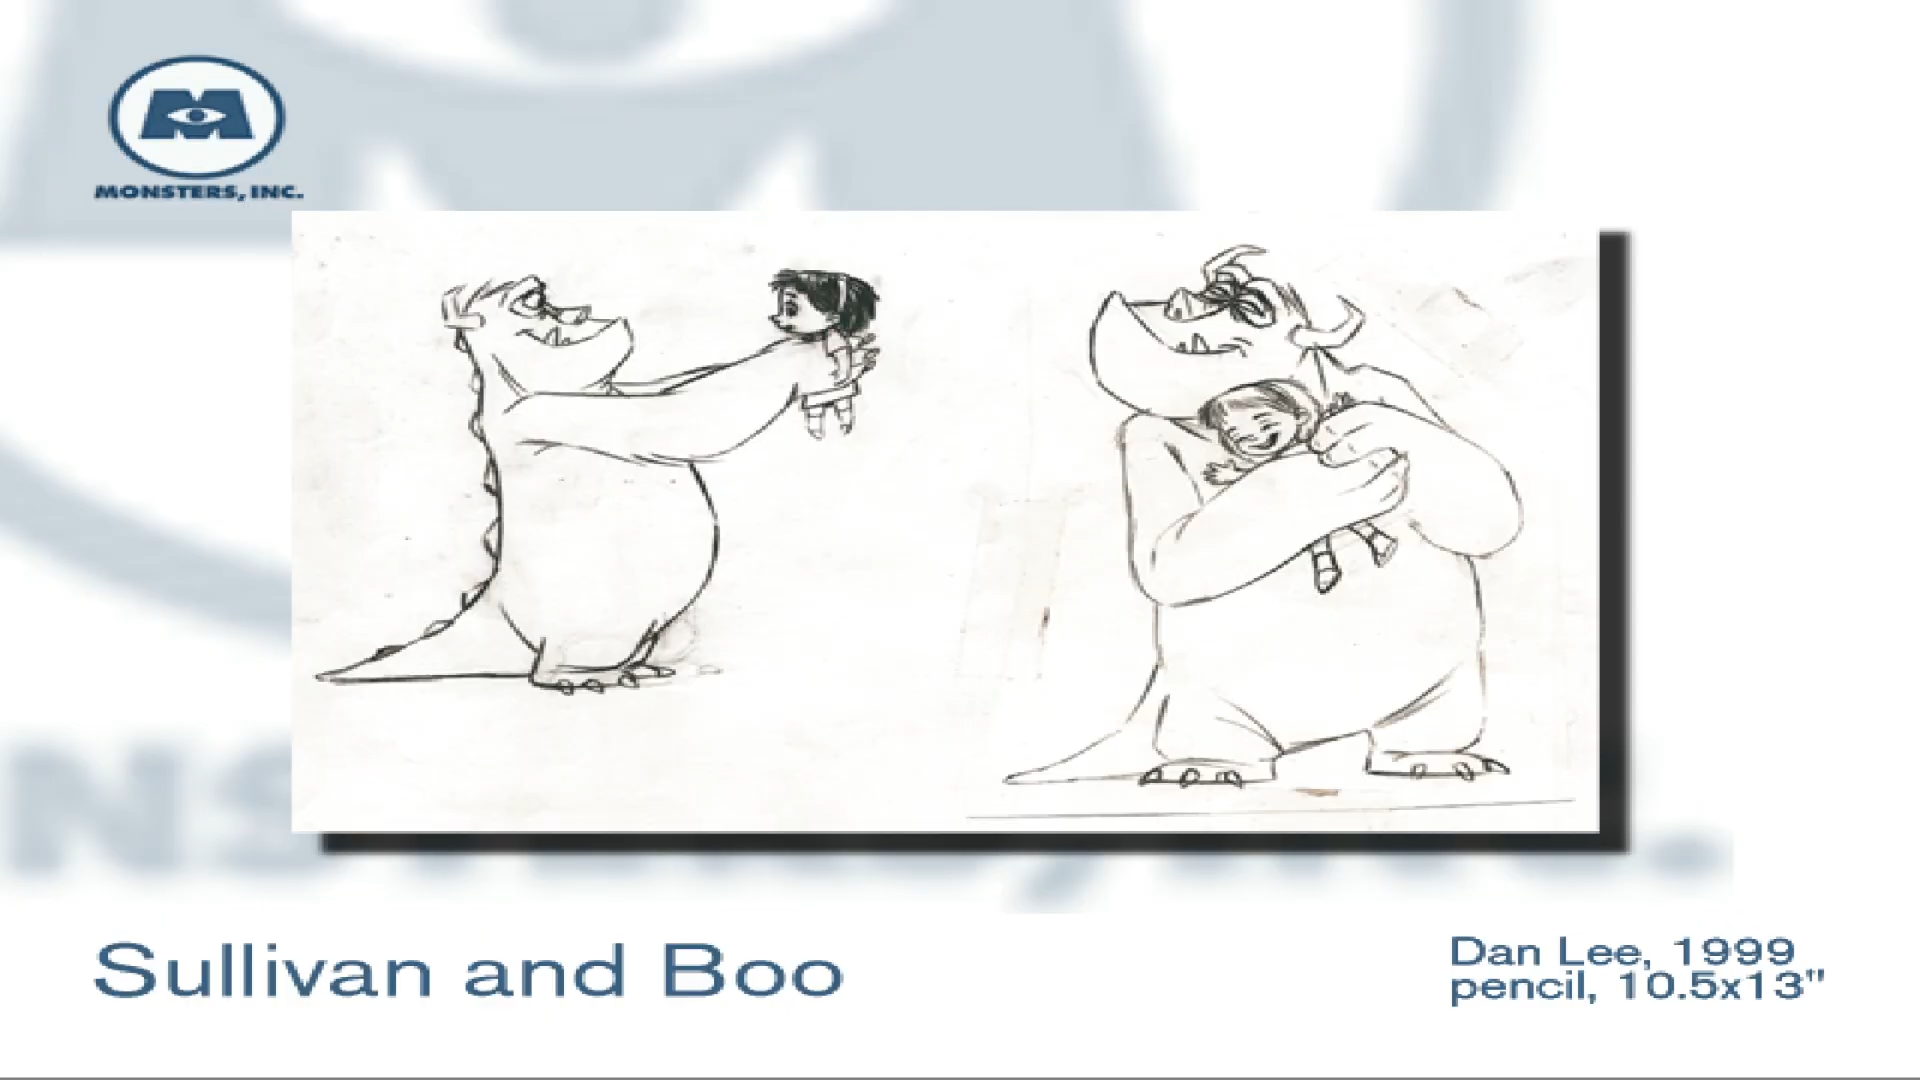 MONSTERS, INC.
Sullivan and Boo
Dan Lee, 1999
pencil, 10.5x13"